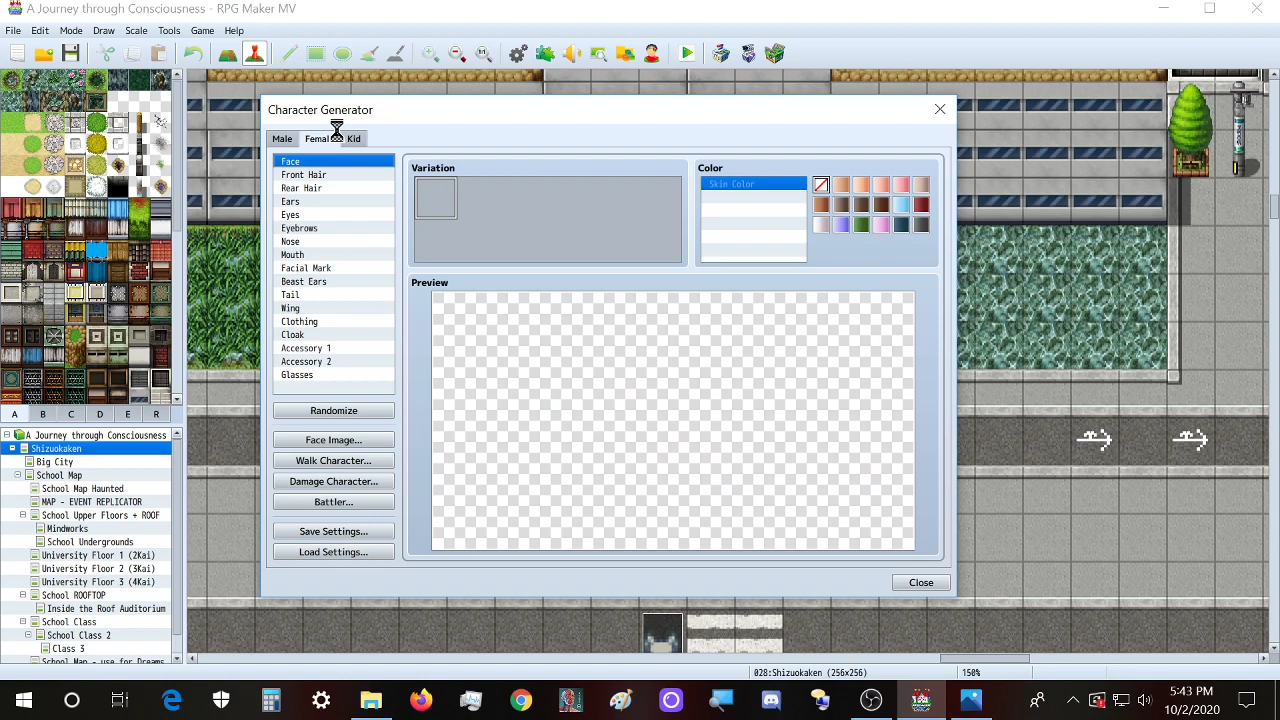 A Journey through Consciousness - RPG Maker MV
File Edit Mode Draw Scale Tools Game Help
Character Generator
Male Kid
Face
Front Hair
Rear Hair
Ears
Eyes
Eyebrows
Nose
Mouth
Facial Mark
Beast Ears
Tail
Wing
Clothing
Cloak
Accessory 1
Accessory 2
Glasses
Randomize
Face Image...
Walk Character...
Damage Character...
Battler...
Save Settings...
Load Settings...
Variation
Color
Skin Color
Preview
Close
A B C D E R
A Journey through Consciousness
Shizuokaken
Big City
School Map
School Map Haunted
MAP - EVENT REPLICATOR
School Upper Floors + ROOF
Mindworks
School Undergrounds
University Floor 1 (2Kai)
University Floor 2 (3Kai)
University Floor 3 (4Kai)
School ROOFTOP
Inside the Roof Auditorium
School Class
School Class 2
Class 3
School Map - use for Dreams
028:Shizuokaken (256x256) 150%
5:43 PM
10/2/2020